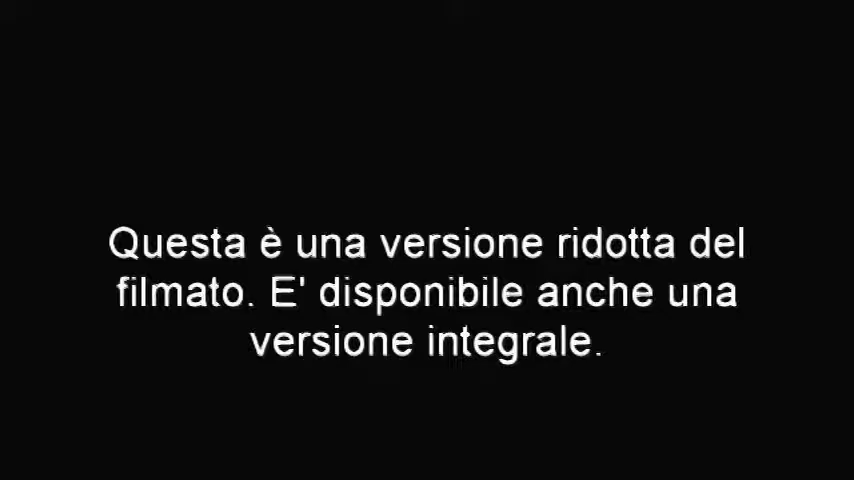 Questa è una versione ridotta del
filmato. E' disponibile anche una
versione integrale.